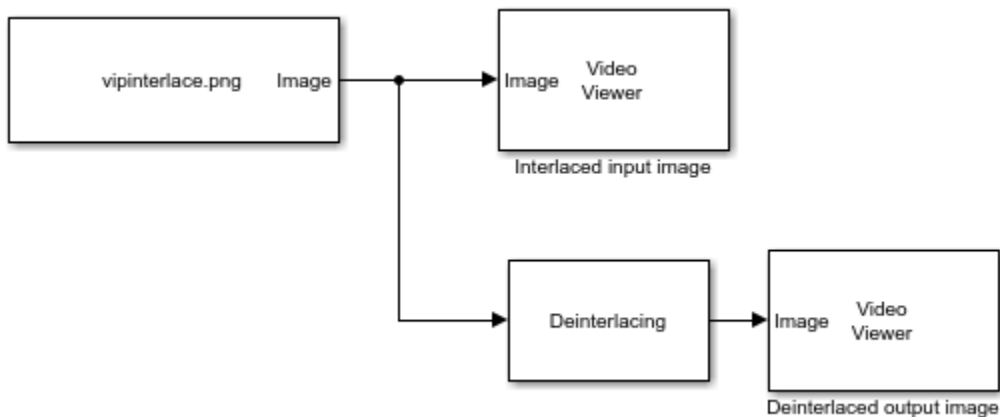 vipinterlace.png Image
Image Video
Viewer
Interlaced input image
Deinterlacing
Image Video
Viewer
Deinterlaced output image